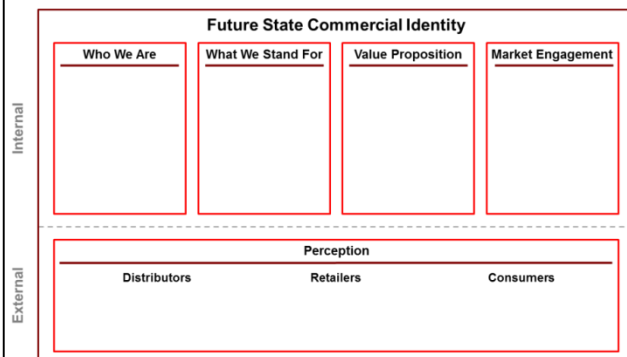 Future State Commercial Identity
Who We Are
What We Stand For
Value Proposition
Market Engagement
Internal
Perception
Distributors
Retailers
Consumers
External